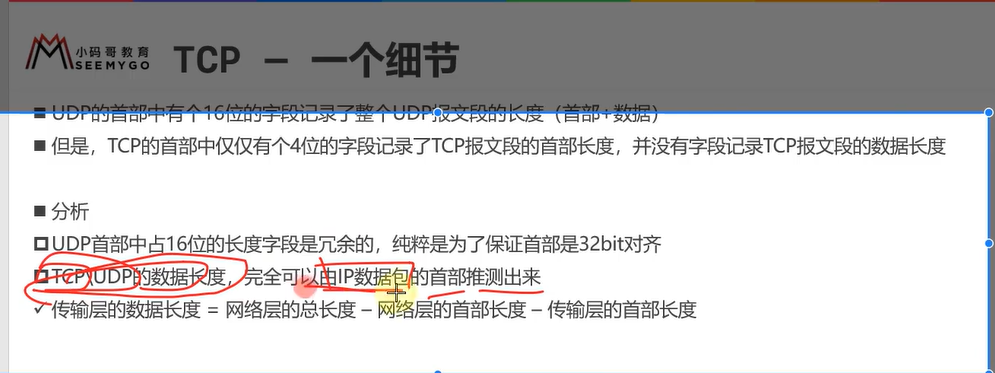 小码哥教育
SEEMYGO
TCP – 一个细节
■ UDP的首部中有个16位的字段记录了整个UDP报文段的长度（首部+数据）
■ 但是，TCP的首部中仅仅有个4位的字段记录了TCP报文段的首部长度，并没有字段记录TCP报文段的数据长度
■ 分析
UDP首部中占16位的长度字段是冗余的，纯粹是为了保证首部是32bit对齐
TCP\UDP的数据长度，完全可以由IP数据包的首部推测出来
✓ 传输层的数据长度 = 网络层的总长度 – 网络层的首部长度 – 传输层的首部长度